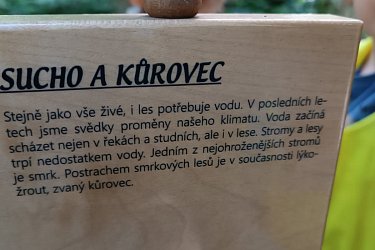 SUCHO A KŮROVEC
Stejně jako vše živé, i les potřebuje vodu. V posledních le-
tech jsme svědky proměny našeho klimatu. Voda začíná
scházet nejen v řekách a studních, ale i v lese. Stromy a lesy
trpí nedostatkem vody. Jedním z nejohroženějších stromů
je smrk. Postrachem smrkových lesů je v současnosti lýko-
žrout, zvaný kůrovec.